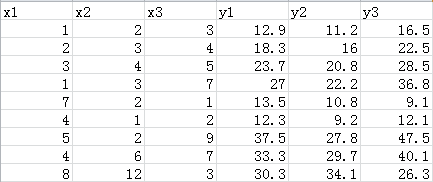 x1 x2 x3 y1 y2 y3
1 2 3 12.9 11.2 16.5
2 3 4 18.3 16 22.5
3 4 5 23.7 20.8 28.5
1 3 7 27 22.2 36.8
7 2 1 13.5 10.8 9.1
4 1 2 12.3 9.2 12.1
5 2 9 37.5 27.8 47.5
4 6 7 33.3 29.7 40.1
8 12 3 30.3 34.1 26.3